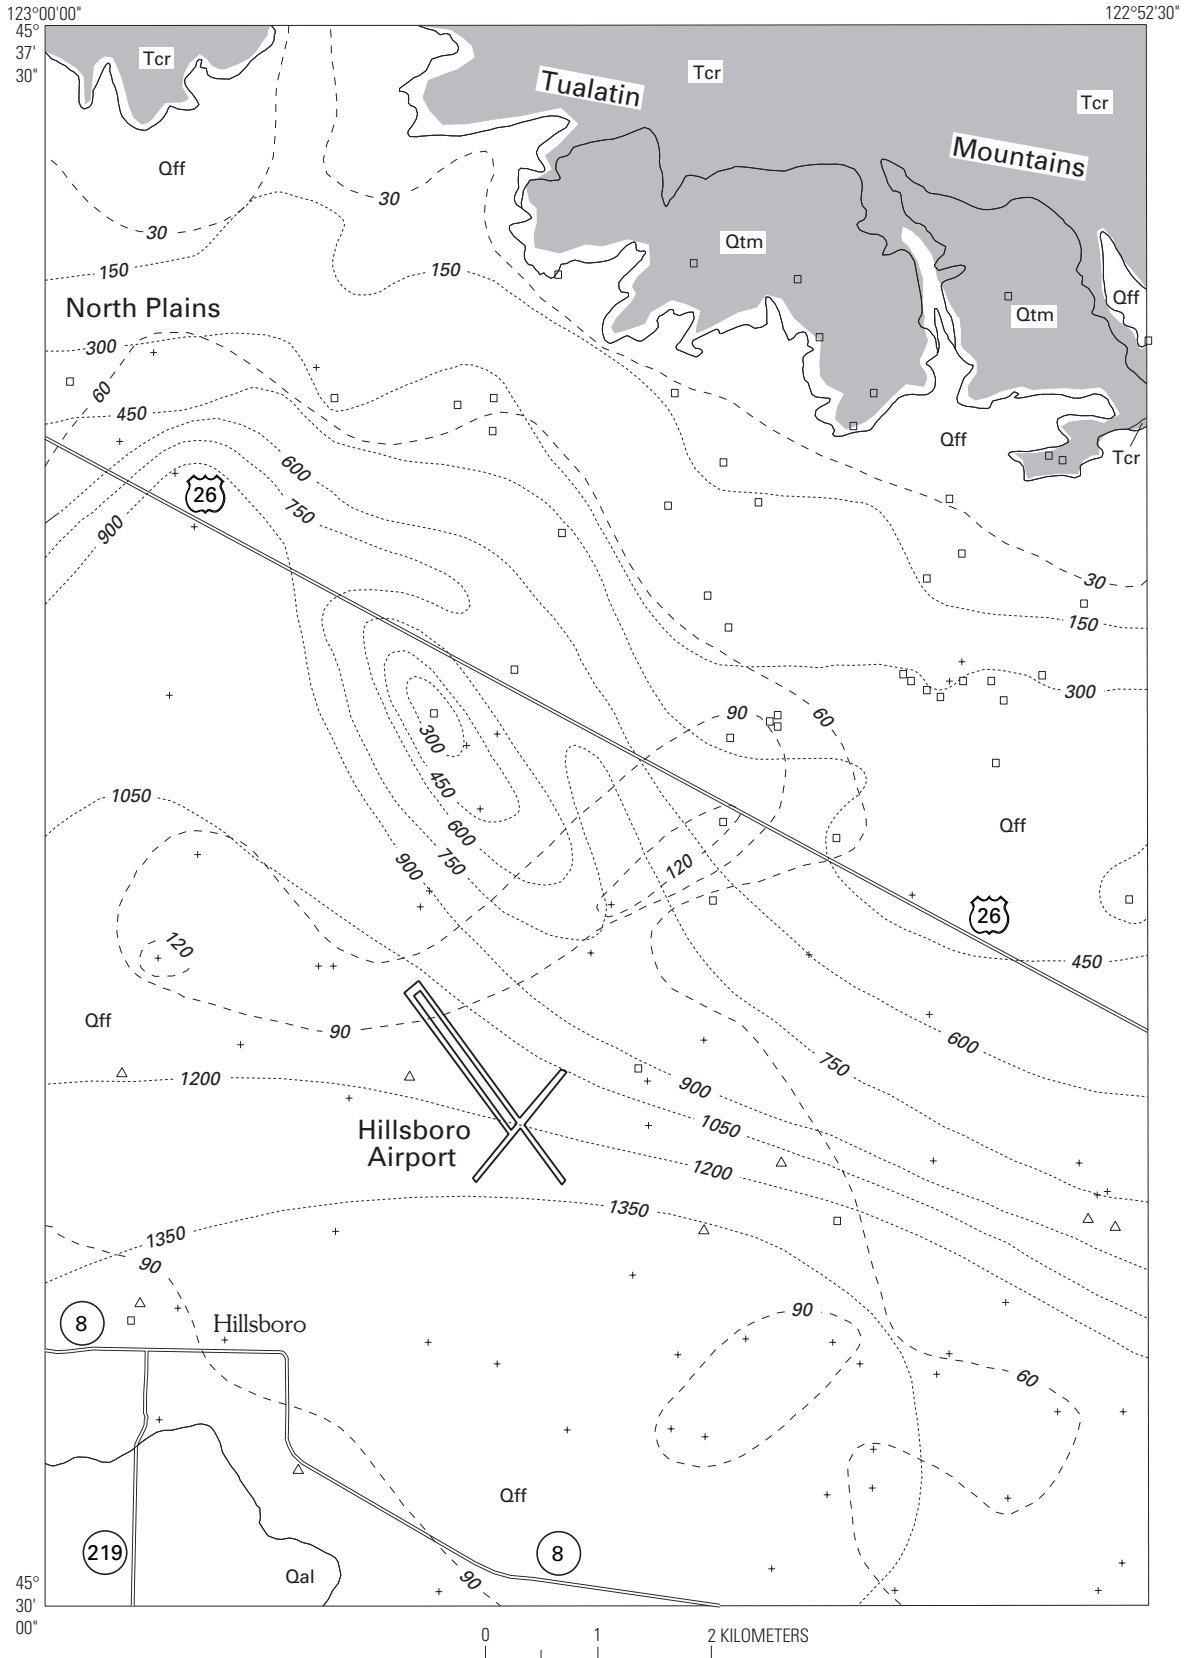 123°00'00"
122°52'30"
45°
37'
30"
Tcr
Tcr
Tualatin
Tcr
Mountains
Qff
30
30
Qtm
150
150
Qff
North Plains
Qtm
300
60
450
Qff
Tcr
600
26
750
900
30
150
300
90
60
300
450
1050
600
Qff
750
120
900
26
120
450
Qff
90
600
750
1200
900
1050
Hillsboro
Airport
1200
1350
1350
90
90
8
Hillsboro
60
Qff
219
8
Qal
90
45°
30'
00"
0 1 2 KILOMETERS